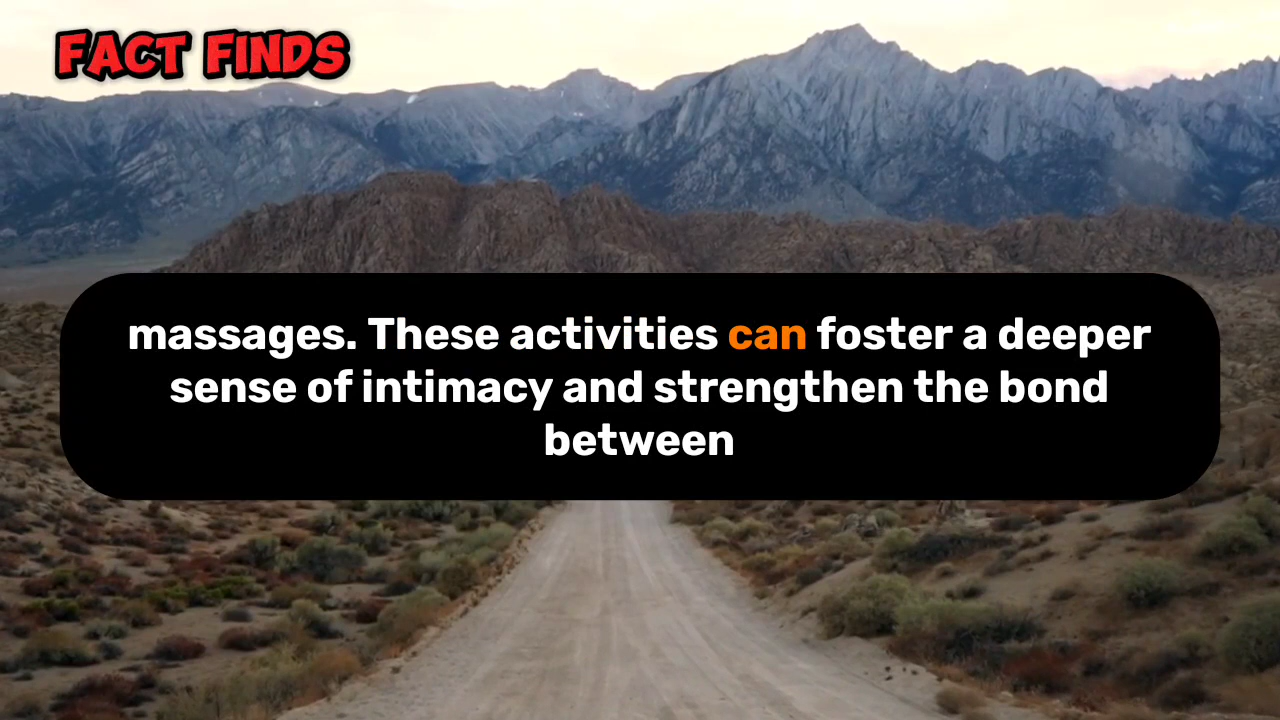 FACT FINDS
massages. These activities can foster a deeper
sense of intimacy and strengthen the bond
between